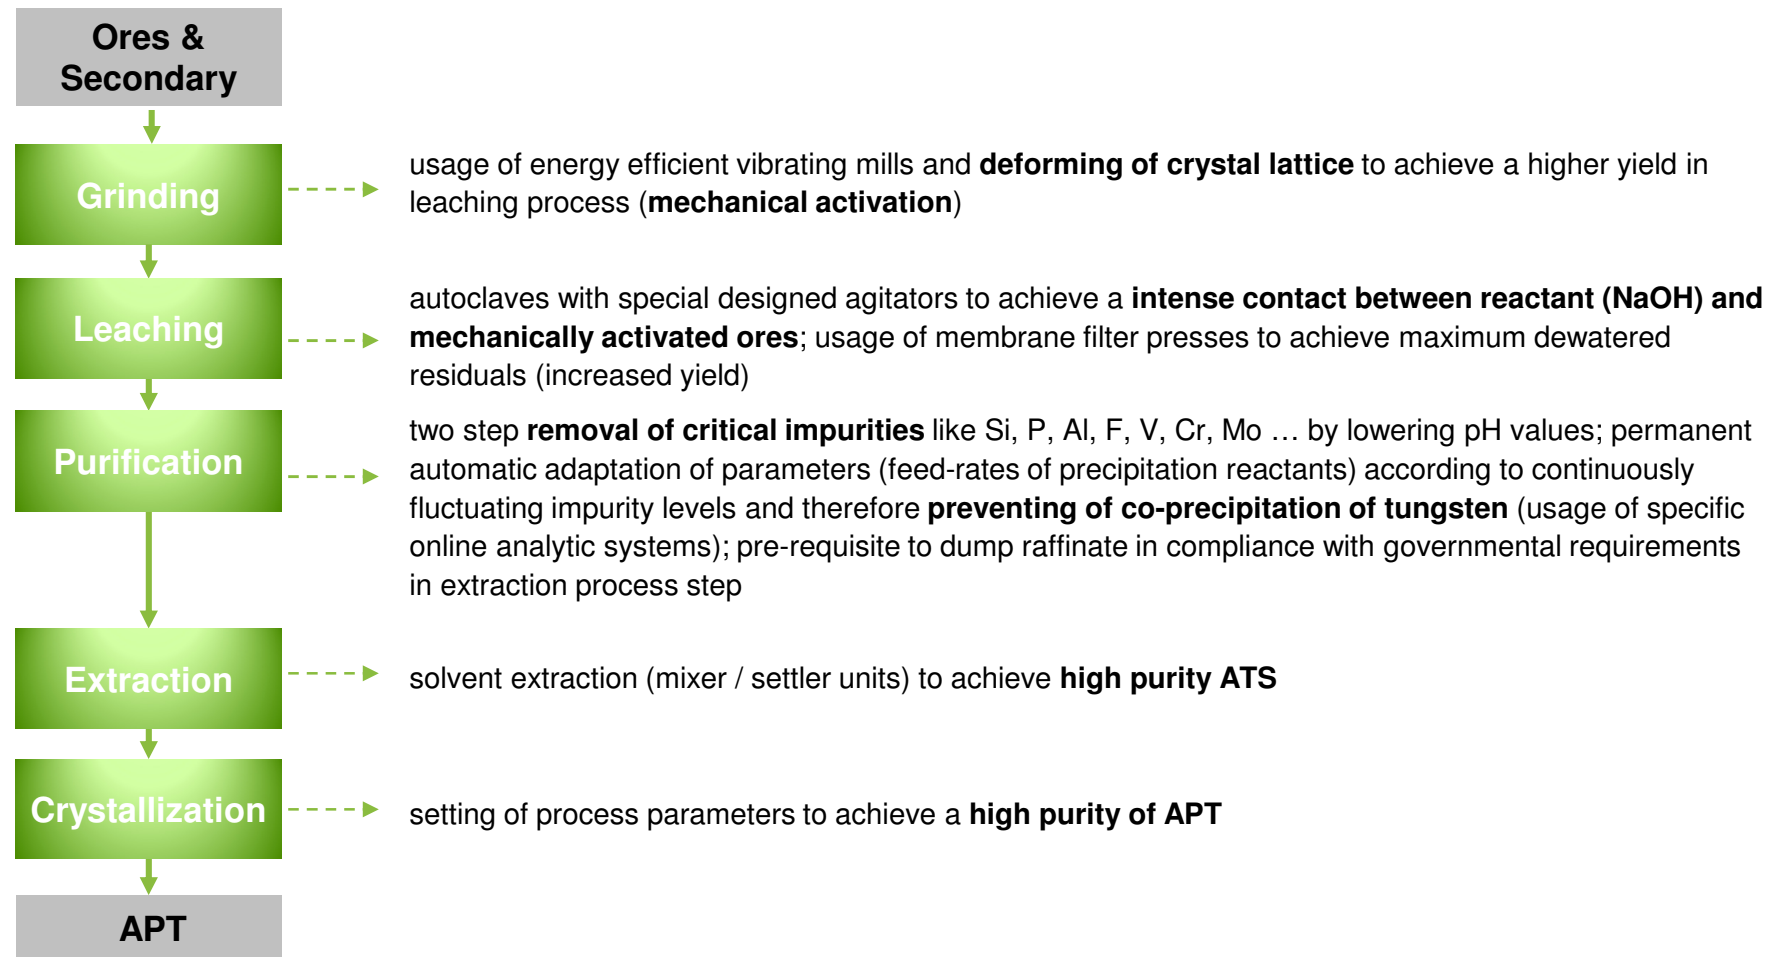 Ores &
Secondary
Grinding
usage of energy efficient vibrating mills and deforming of crystal lattice to achieve a higher yield in
leaching process (mechanical activation)
Leaching
autoclaves with special designed agitators to achieve a intense contact between reactant (NaOH) and
mechanically activated ores; usage of membrane filter presses to achieve maximum dewatered
residuals (increased yield)
Purification
two step removal of critical impurities like Si, P, Al, F, V, Cr, Mo … by lowering pH values; permanent
automatic adaptation of parameters (feed-rates of precipitation reactants) according to continuously
fluctuating impurity levels and therefore preventing of co-precipitation of tungsten (usage of specific
online analytic systems); pre-requisite to dump raffinate in compliance with governmental requirements
in extraction process step
Extraction
solvent extraction (mixer / settler units) to achieve high purity ATS
Crystallization
setting of process parameters to achieve a high purity of APT
APT